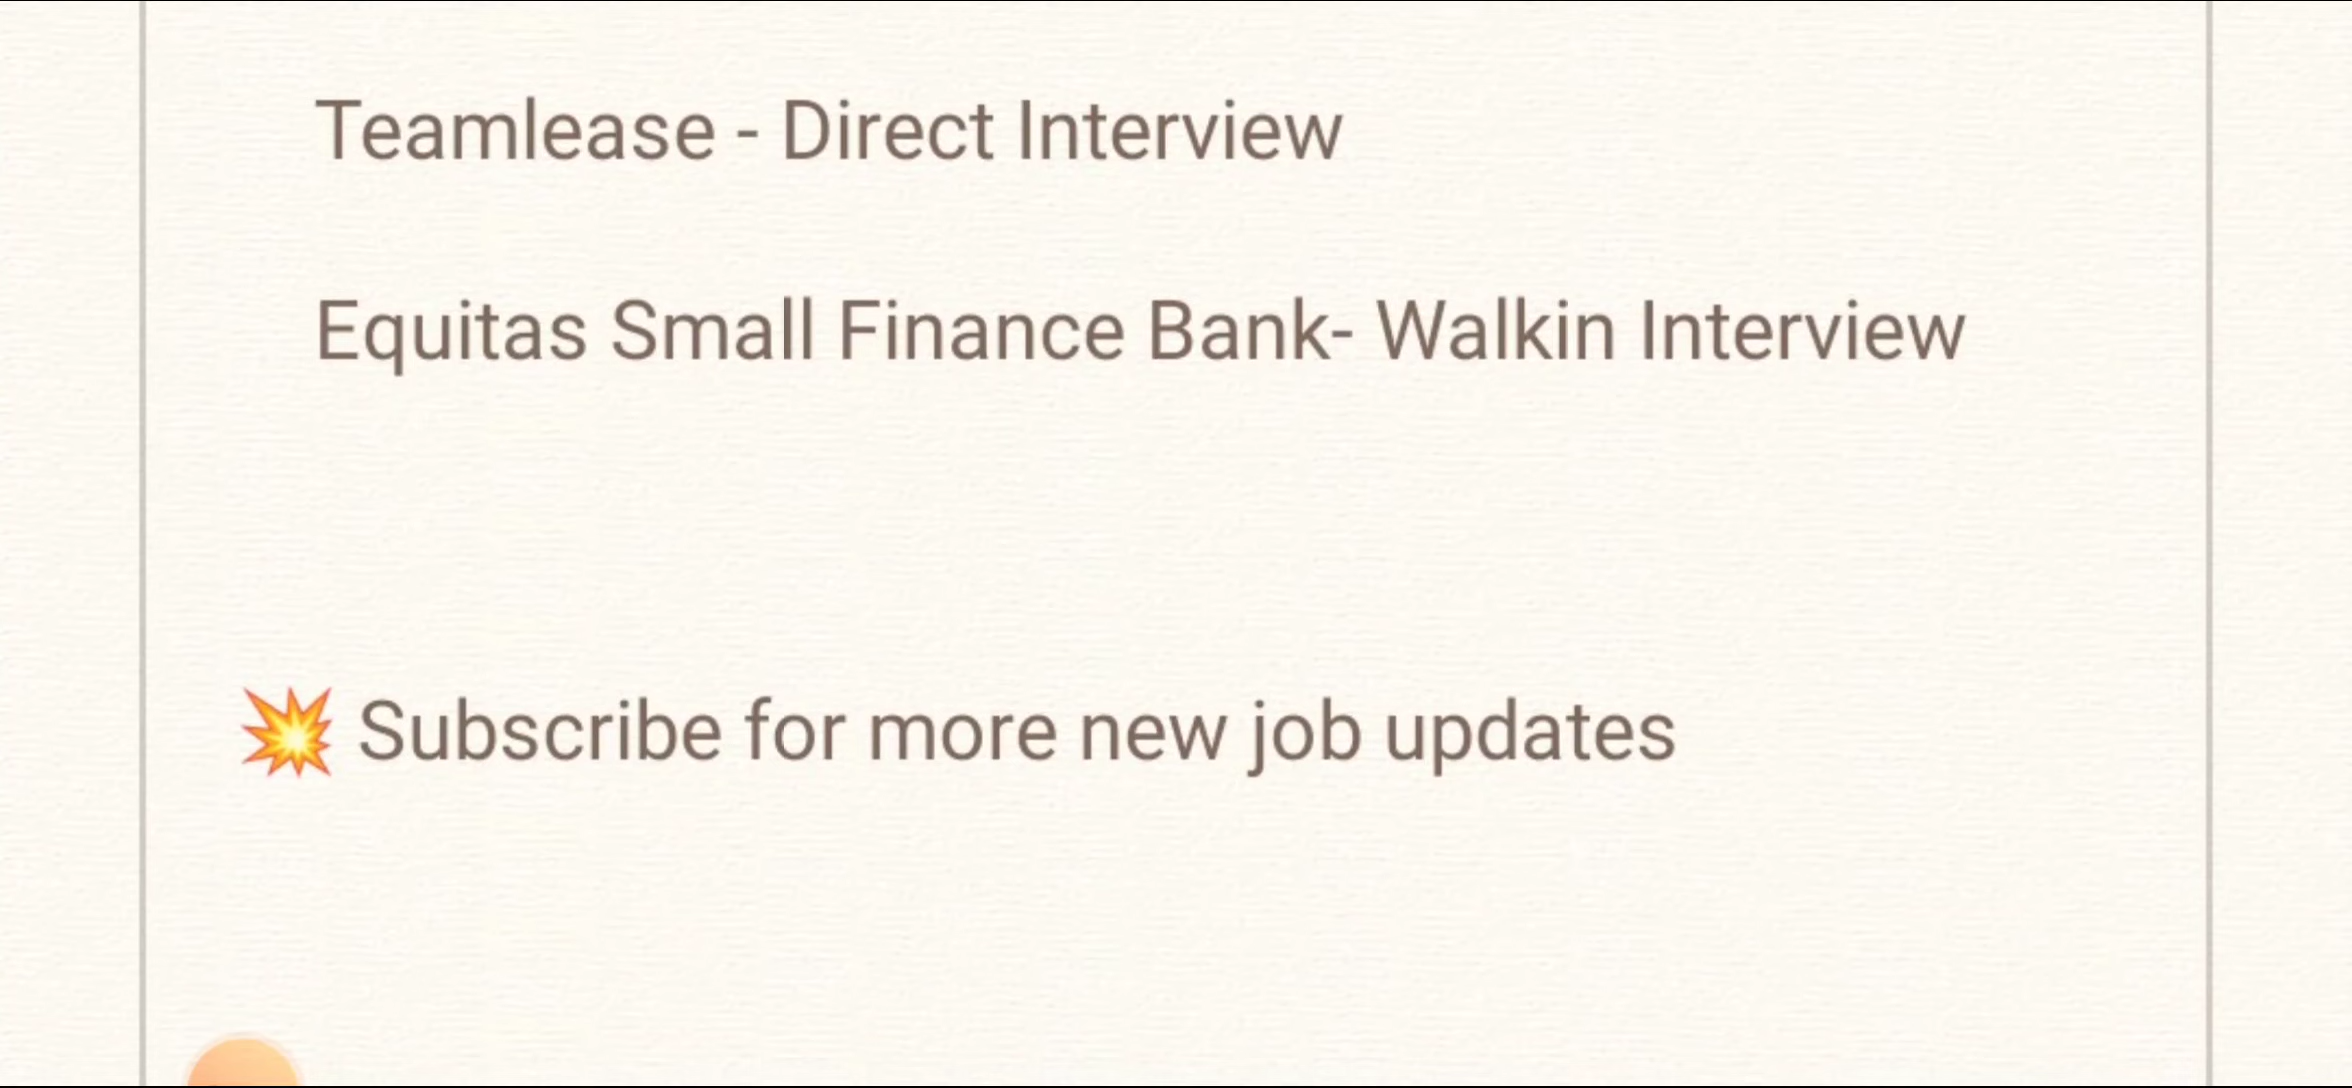 Teamlease - Direct Interview
Equitas Small Finance Bank- Walkin Interview
💥 Subscribe for more new job updates